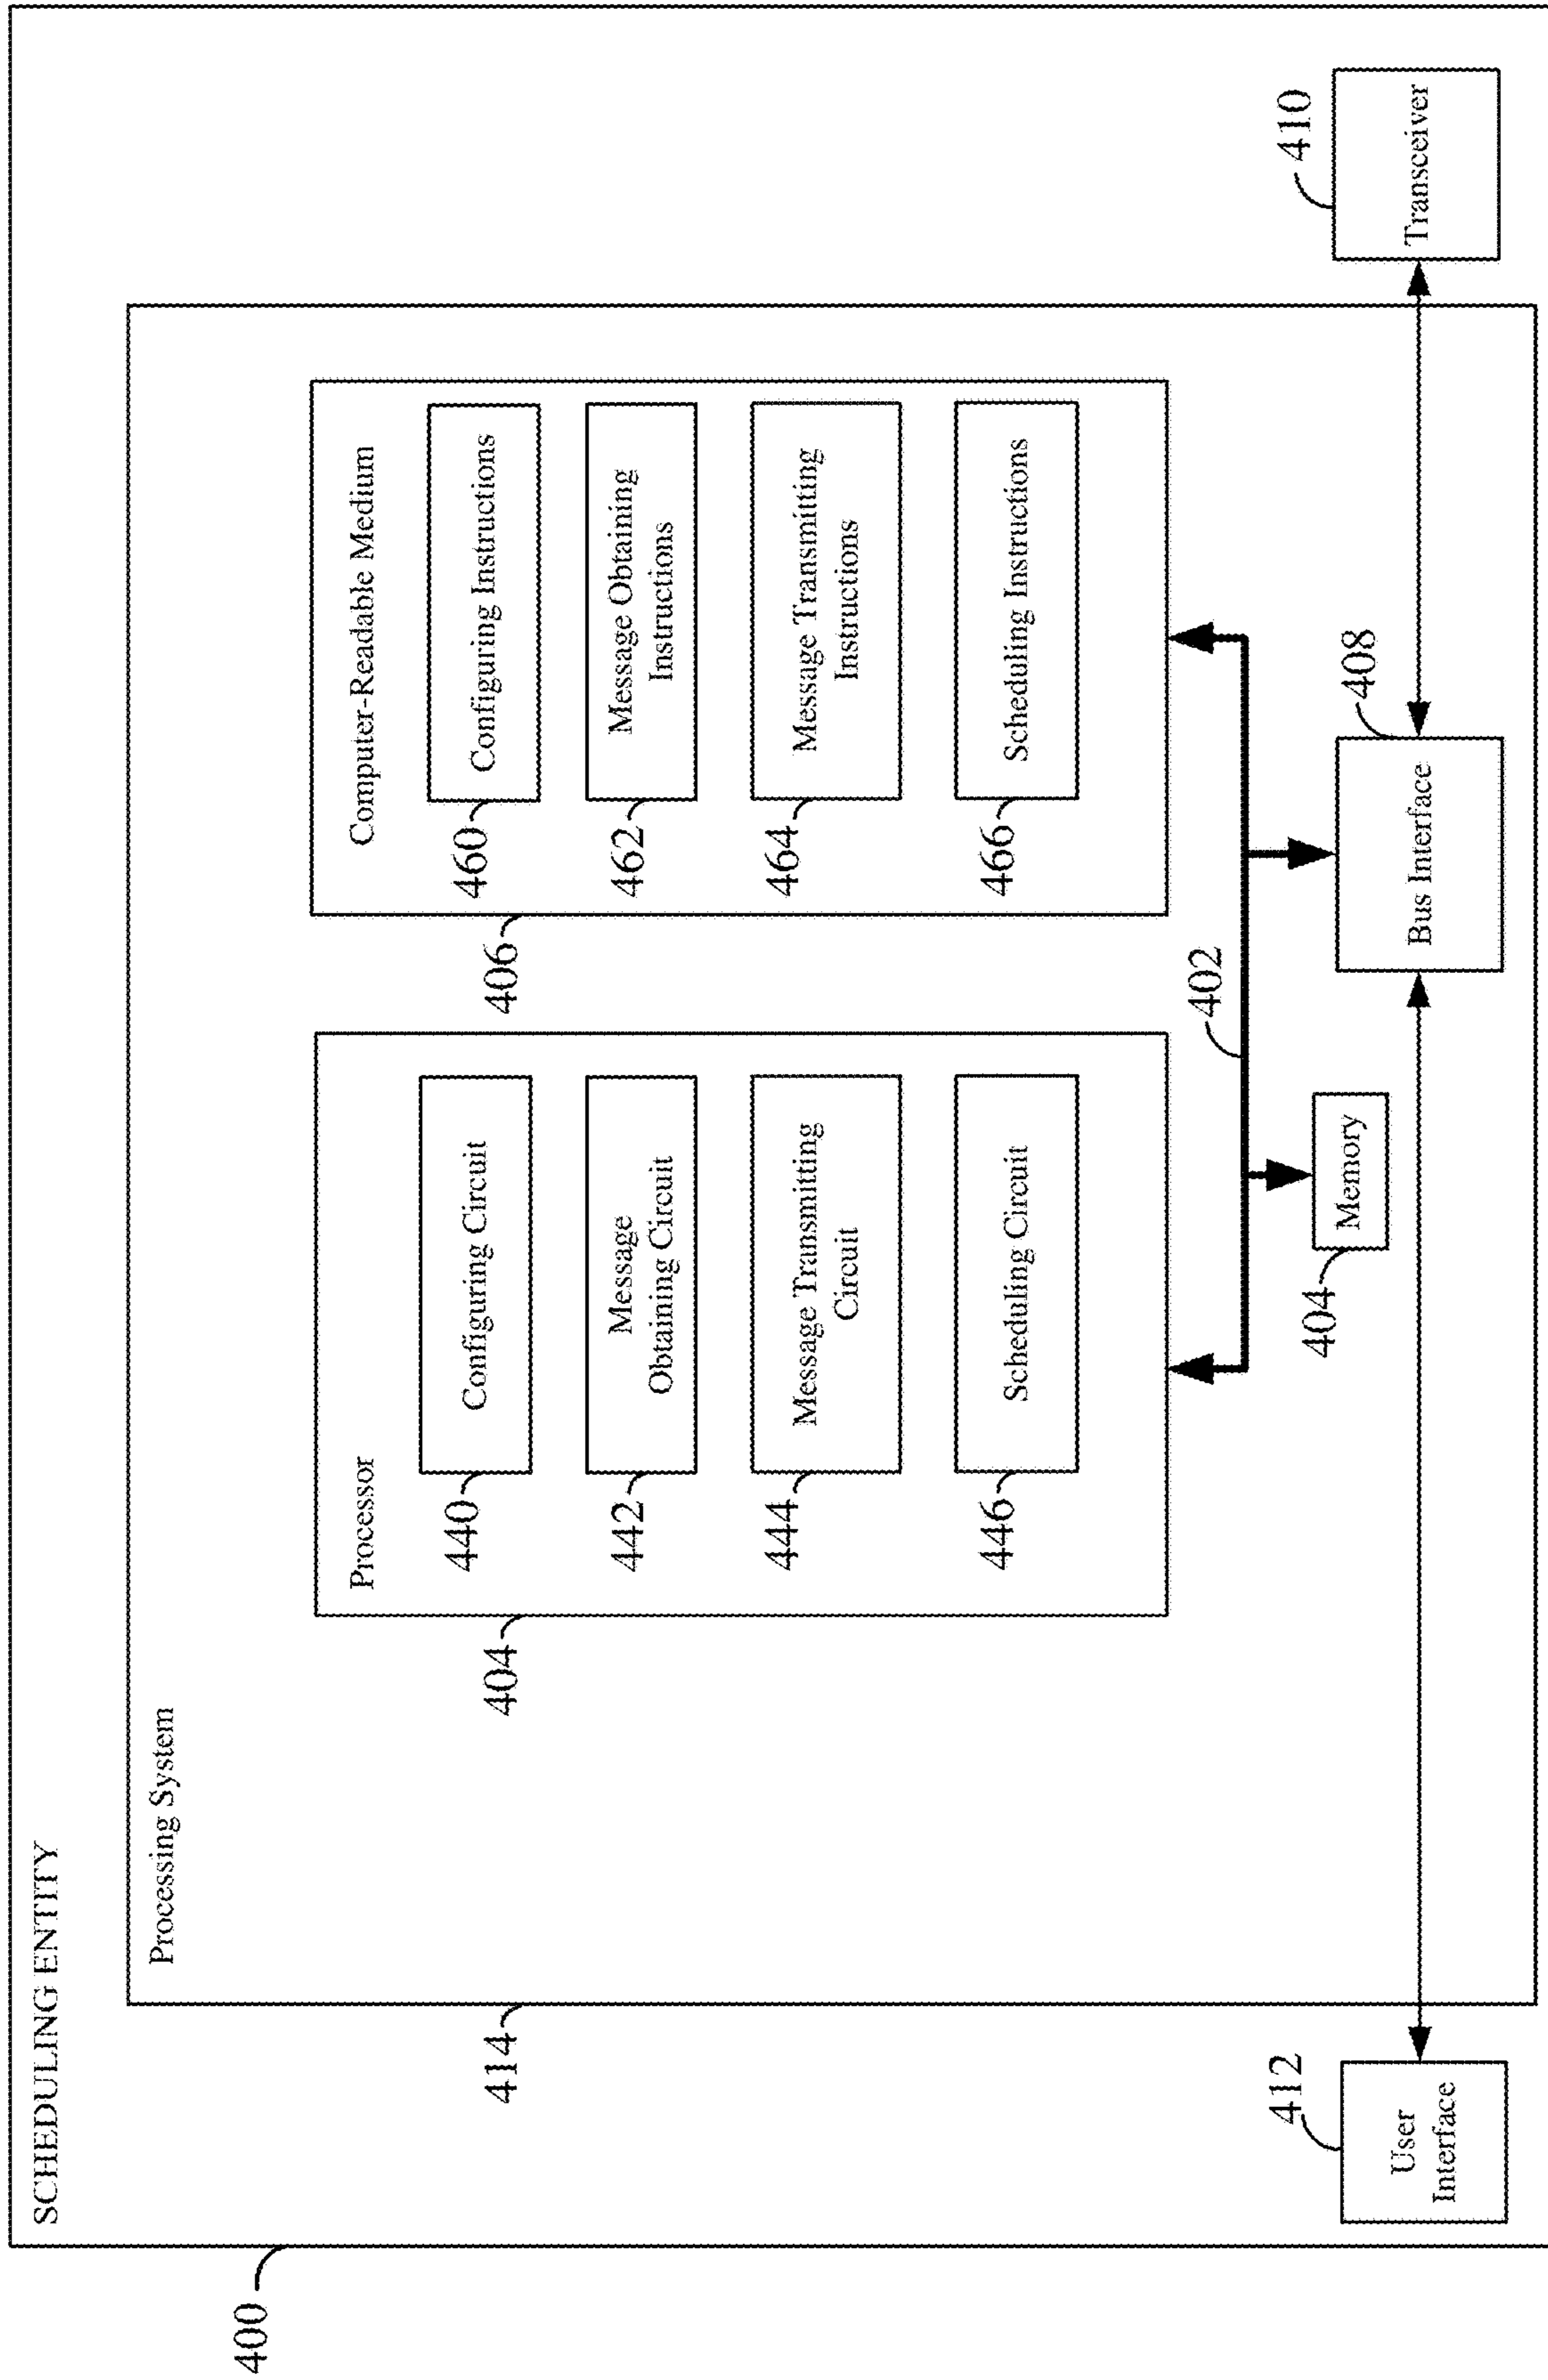 SCHEDULING ENTITY
400
Processing System
414
Processor
404
Configuring Circuit
440
Message
Obtaining Circuit
442
Message Transmitting
Circuit
444
Scheduling Circuit
446
Computer-Readable Medium
406
Configuring Instructions
460
Message Obtaining
Instructions
462
Message Transmitting
Instructions
464
Scheduling Instructions
466
402
Memory
404
Bus Interface
408
User
Interface
412
Transceiver
410